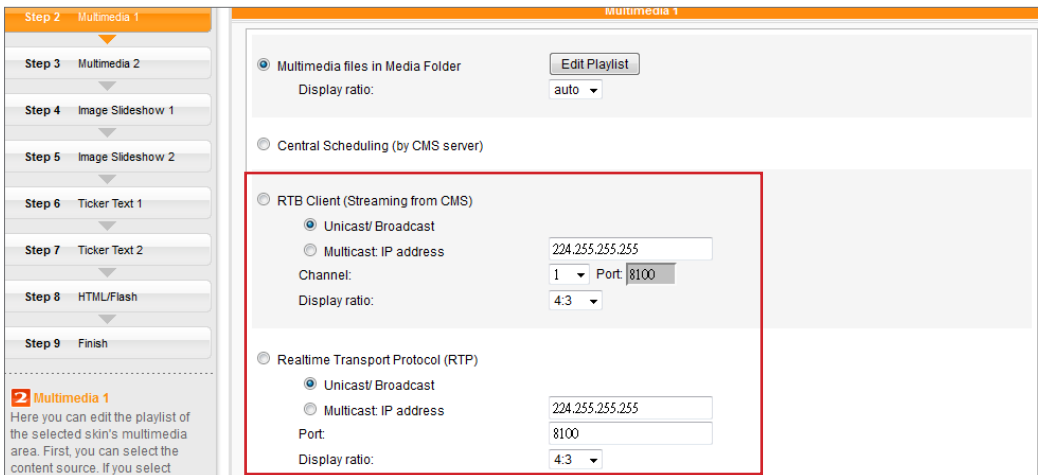 Step 2 Multimedia 1
Step 3 Multimedia 2
Step 4 Image Slideshow 1
Step 5 Image Slideshow 2
Step 6 Ticker Text 1
Step 7 Ticker Text 2
Step 8 HTML/Flash
Step 9 Finish
2 Multimedia 1
Here you can edit the playlist of
the selected skin's multimedia
area. First, you can select the
content source. If you select
Multimedia 1
Multimedia files in Media Folder Edit Playlist
Display ratio: auto
Central Scheduling (by CMS server)
RTB Client (Streaming from CMS)
Unicast/ Broadcast
Multicast: IP address 224.255.255.255
Channel: 1 Port: 8100
Display ratio: 4:3
Realtime Transport Protocol (RTP)
Unicast/ Broadcast
Multicast: IP address 224.255.255.255
Port: 8100
Display ratio: 4:3